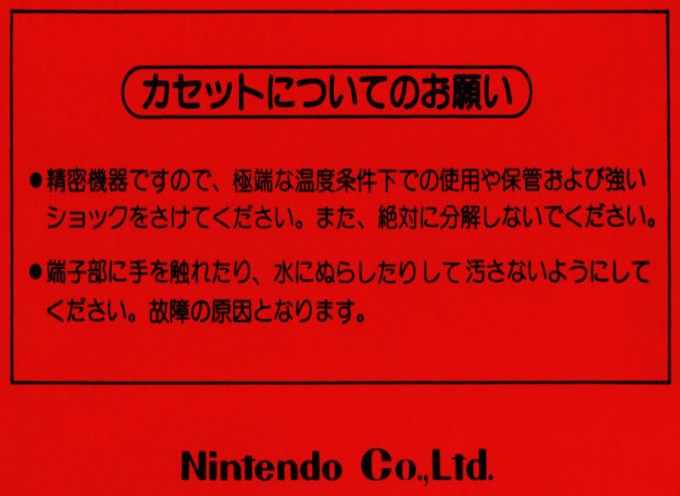 カセットについてのお願い
●精密機器ですので、極端な温度条件下での使用や保管および強い
ショックをさけてください。また、絶対に分解しないでください。
●端子部に手を触れたり、水にぬらしたりして汚さないようにして
ください。故障の原因となります。
Nintendo Co.,Ltd.